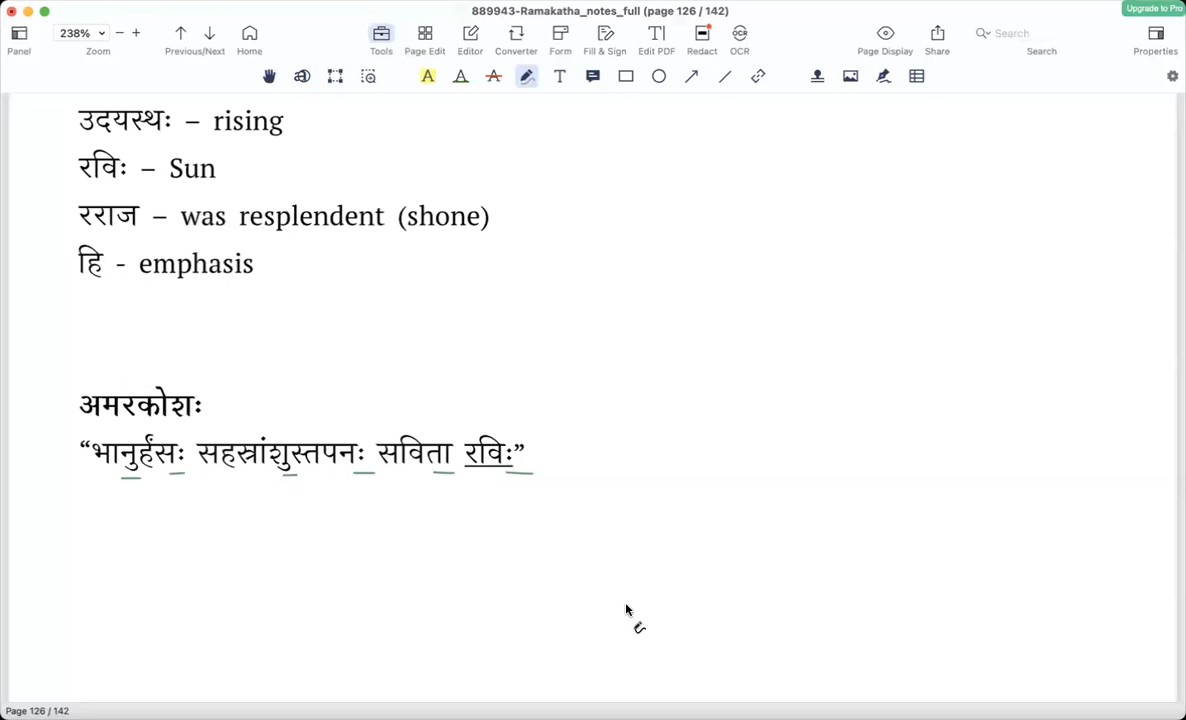 889943-Ramakatha_notes_full (page 126 / 142)
Upgrade to Pro
238%
Panel Zoom Previous/Next Home Tools Page Edit Editor Converter Form Fill & Sign Edit PDF Redact OCR Page Display Share Search Properties
Search
उदयस्थः – rising
रविः – Sun
रराज – was resplendent (shone)
हि - emphasis
अमरकोशः
“भानुर्हंसः सहस्रांशुस्तपनः सविता रविः”
Page 126 / 142